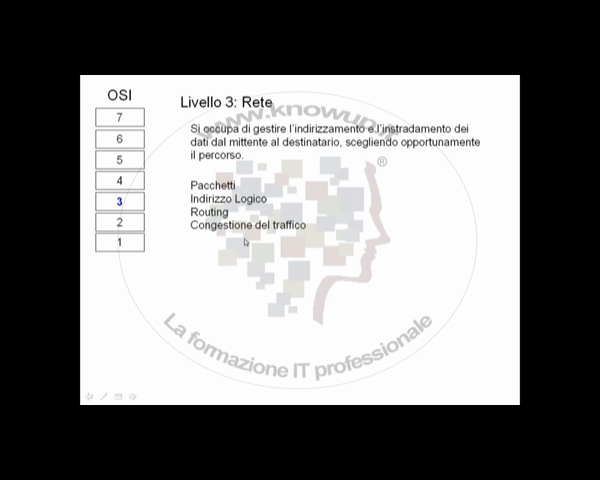 OSI
7
6
5
4
3
2
1
Livello 3: Rete
Si occupa di gestire l'indirizzamento e l'instradamento dei
dati dal mittente al destinatario, scegliendo opportunamente
il percorso.
Pacchetti
Indirizzo Logico
Routing
Congestione del traffico
www.knowup.it
®
La formazione IT professionale